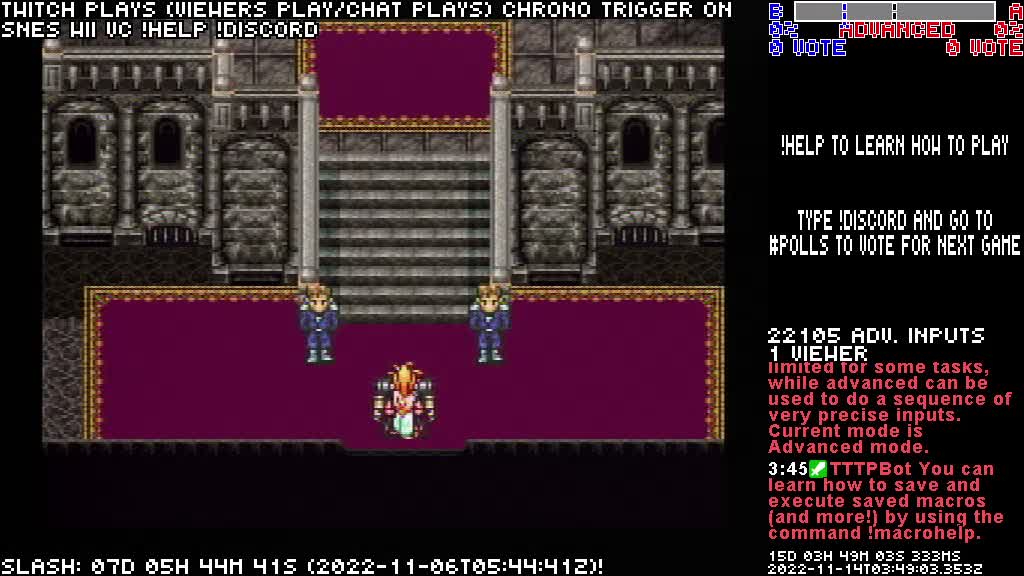 TWITCH PLAYS (VIEWERS PLAY/CHAT PLAYS) CHRONO TRIGGER ON
SNES WII VC !HELP !DISCORD
B A
0% ADVANCED 0%
0 VOTE 0 VOTE
!HELP TO LEARN HOW TO PLAY
TYPE !DISCORD AND GO TO
#POLLS TO VOTE FOR NEXT GAME
22105 ADV. INPUTS
1 VIEWER
limited for some tasks,
while advanced can be
used to do a sequence of
very precise inputs.
Current mode is
Advanced mode.
3:45 TTTPBot You can
learn how to save and
execute saved macros
(and more!) by using the
command !macrohelp.
15D 03H 49M 03S 333MS
2022-11-14T03:49:03.353Z
SLASH: 07D 05H 44M 41S (2022-11-06T05:44:41Z)!